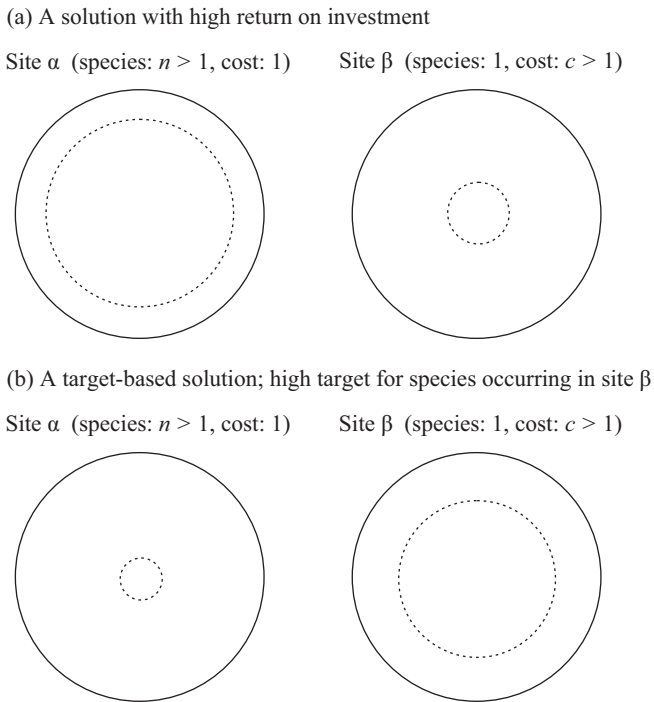 (a) A solution with high return on investment
Site α (species: n > 1, cost: 1) Site β (species: 1, cost: c > 1)
(b) A target-based solution; high target for species occurring in site β
Site α (species: n > 1, cost: 1) Site β (species: 1, cost: c > 1)